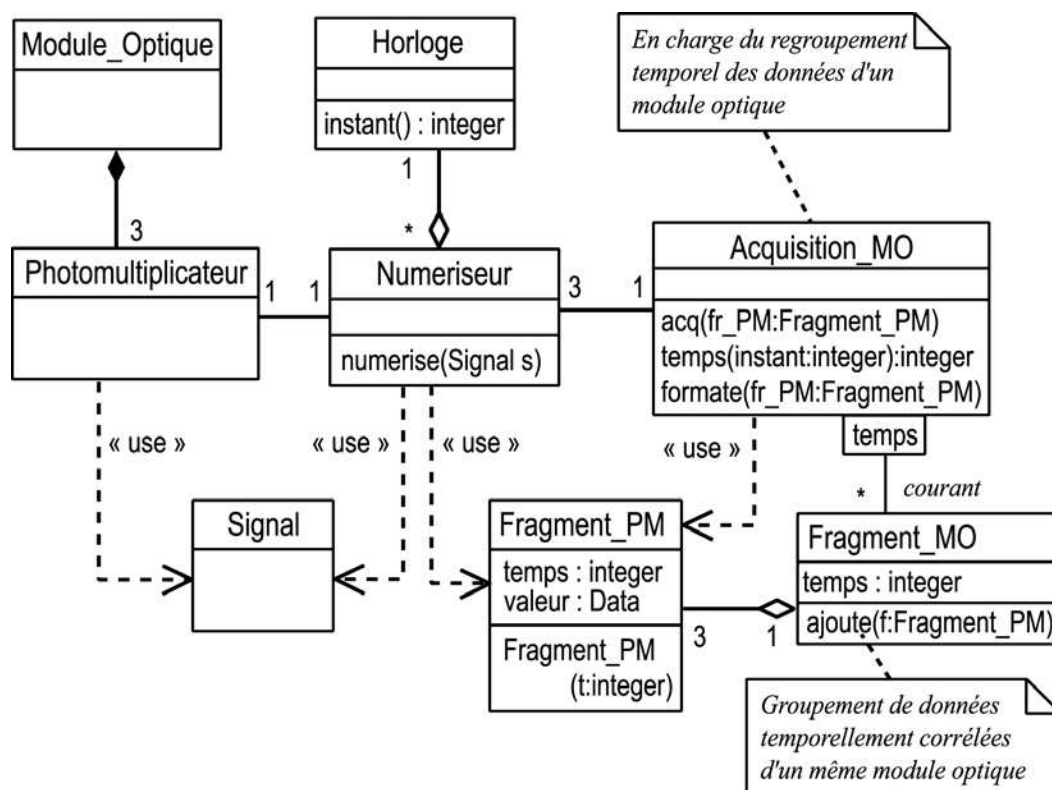 Module_Optique
Horloge
instant() : integer
En charge du regroupement
temporel des données d'un
module optique
1
*
3
Photomultiplicateur
1
1
Numeriseur
numerise(Signal s)
3
1
Acquisition_MO
acq(fr_PM:Fragment_PM)
temps(instant:integer):integer
formate(fr_PM:Fragment_PM)
temps
« use »
« use »
« use »
« use »
*
courant
Signal
Fragment_PM
temps : integer
valeur : Data
Fragment_PM
(t:integer)
3
1
Fragment_MO
temps : integer
ajoute(f:Fragment_PM)
Groupement de données
temporellement corrélées
d'un même module optique